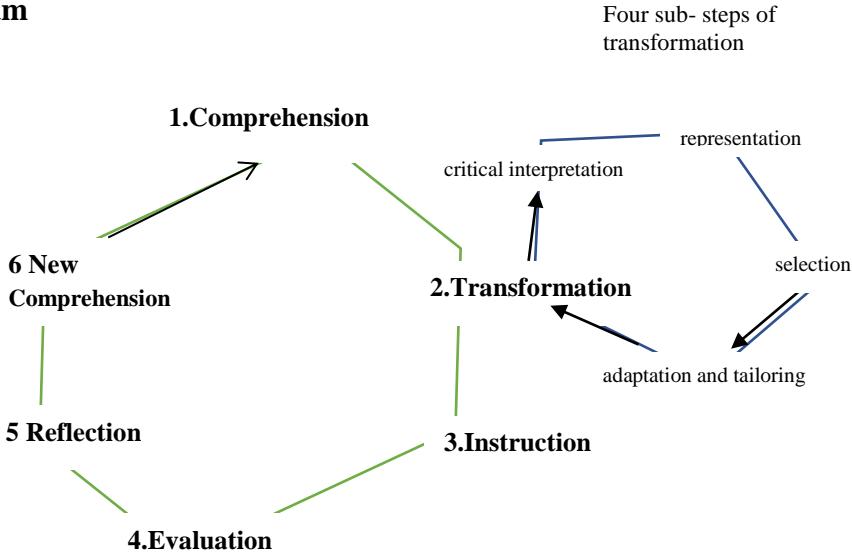 Four sub- steps of
transformation
1.Comprehension
representation
critical interpretation
6 New
Comprehension
2.Transformation
selection
adaptation and tailoring
5 Reflection
3.Instruction
4.Evaluation